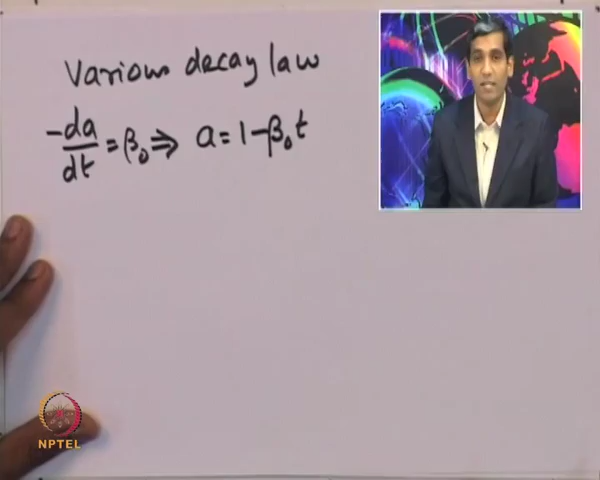 Various decay law
-da/dt = β₀ ⇒ a = 1-β₀t
NPTEL